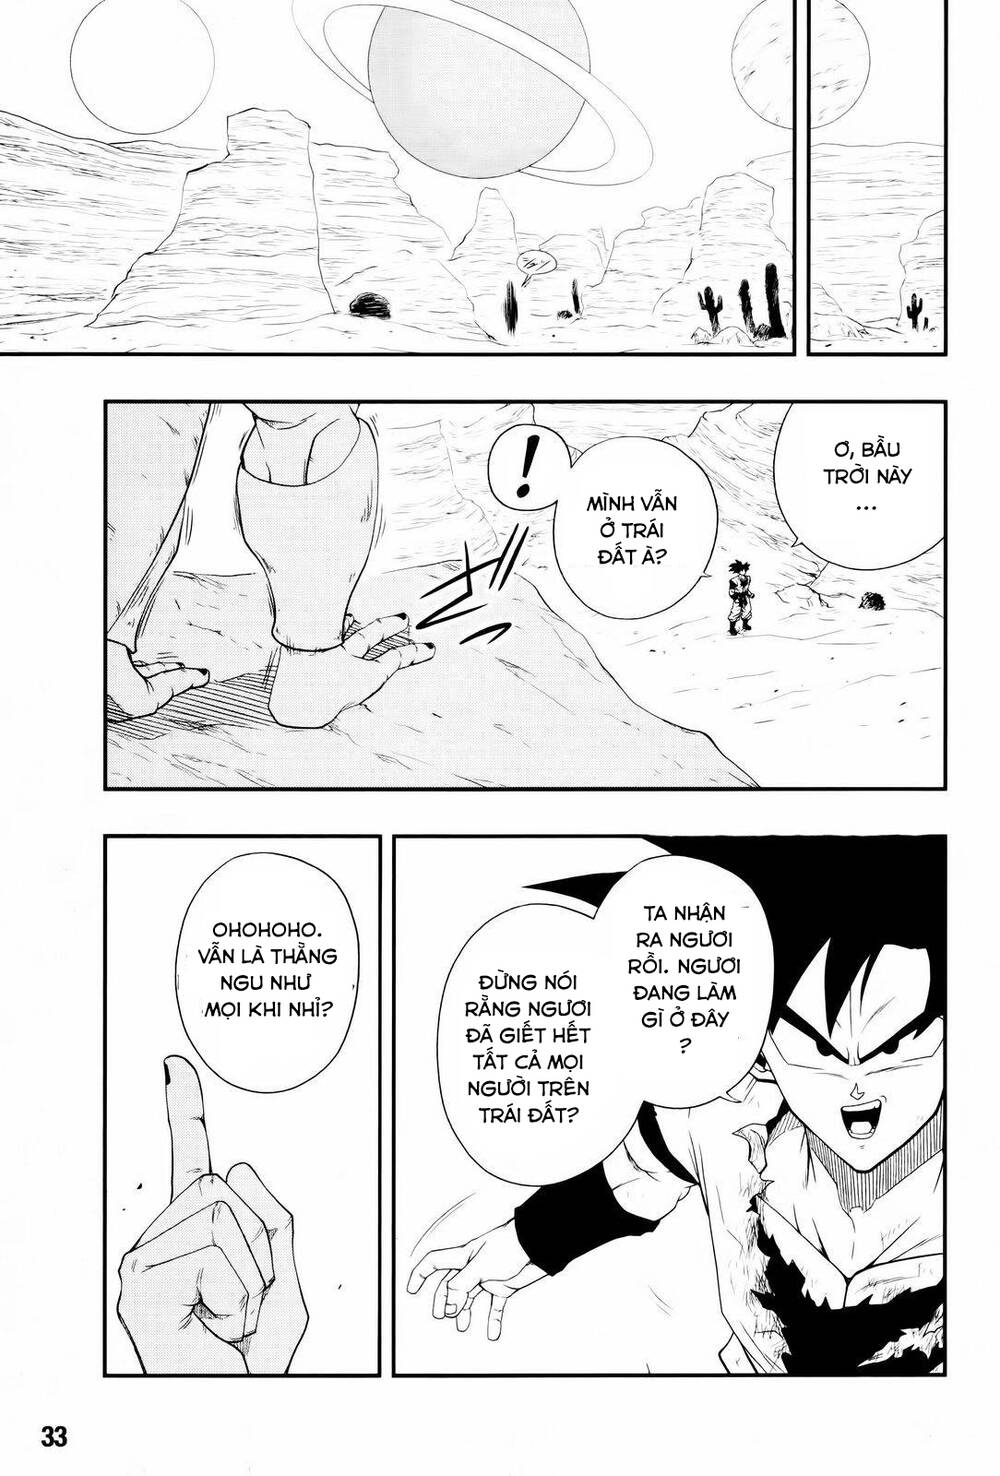 Ơ, BẦU
TRỜI NÀY
...
MÌNH VẪN
Ở TRÁI
ĐẤT À?
!
TA NHẬN
RA NGƯƠI
RỒI. NGƯƠI
ĐANG LÀM
GÌ Ở ĐÂY
?
ĐỪNG NÓI
RẰNG NGƯƠI
ĐÃ GIẾT HẾT
TẤT CẢ MỌI
NGƯỜI TRÊN
TRÁI ĐẤT?
OHOHOHO.
VẪN LÀ THẰNG
NGU NHƯ
MỌI KHI NHỈ?
33